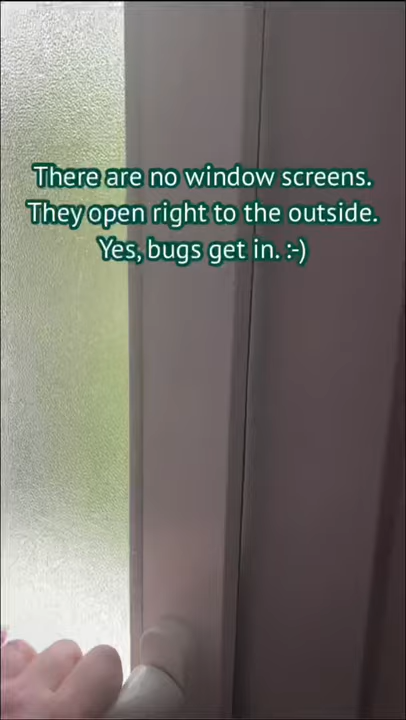 There are no window screens.
They open right to the outside.
Yes, bugs get in. :-)